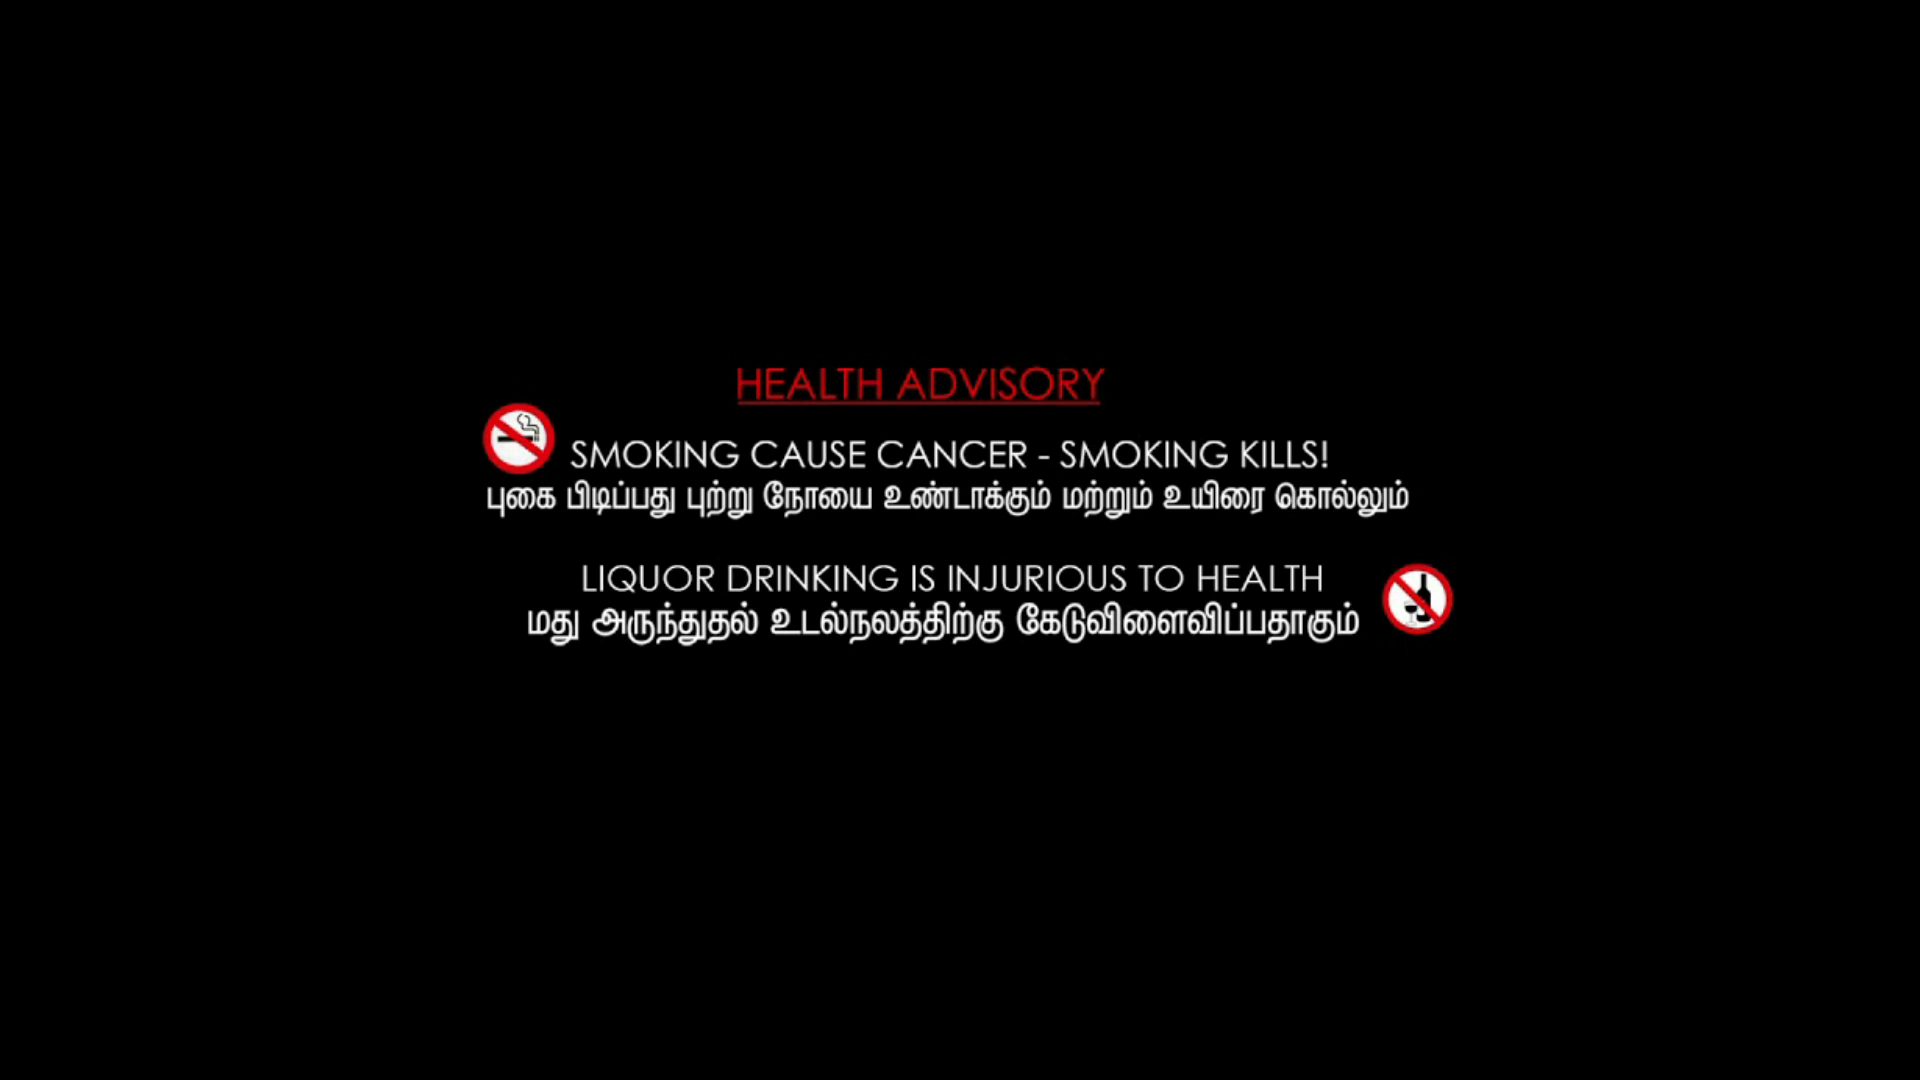 HEALTH ADVISORY
SMOKING CAUSE CANCER - SMOKING KILLS!
புகை பிடிப்பது புற்று நோயை உண்டாக்கும் மற்றும் உயிரை கொல்லும்
LIQUOR DRINKING IS INJURIOUS TO HEALTH
மது அருந்துதல் உடல்நலத்திற்கு கேடுவிளைவிப்பதாகும்